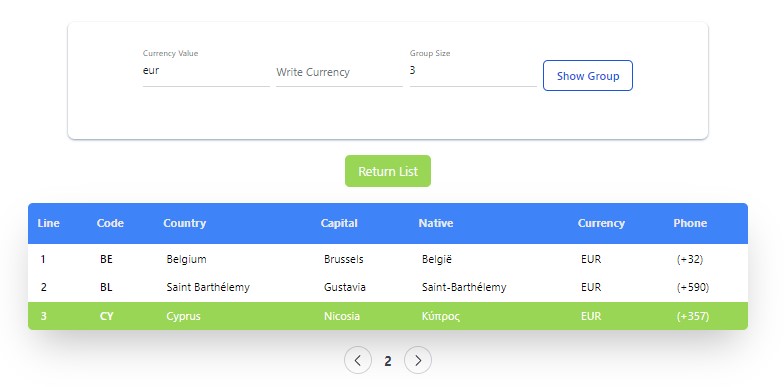 Currency Value Group Size
eur Write Currency 3 Show Group
Return List
Line Code Country Capital Native Currency Phone
1 BE Belgium Brussels België EUR (+32)
2 BL Saint Barthélemy Gustavia Saint-Barthélemy EUR (+590)
3 CY Cyprus Nicosia Κύπρος EUR (+357)
2